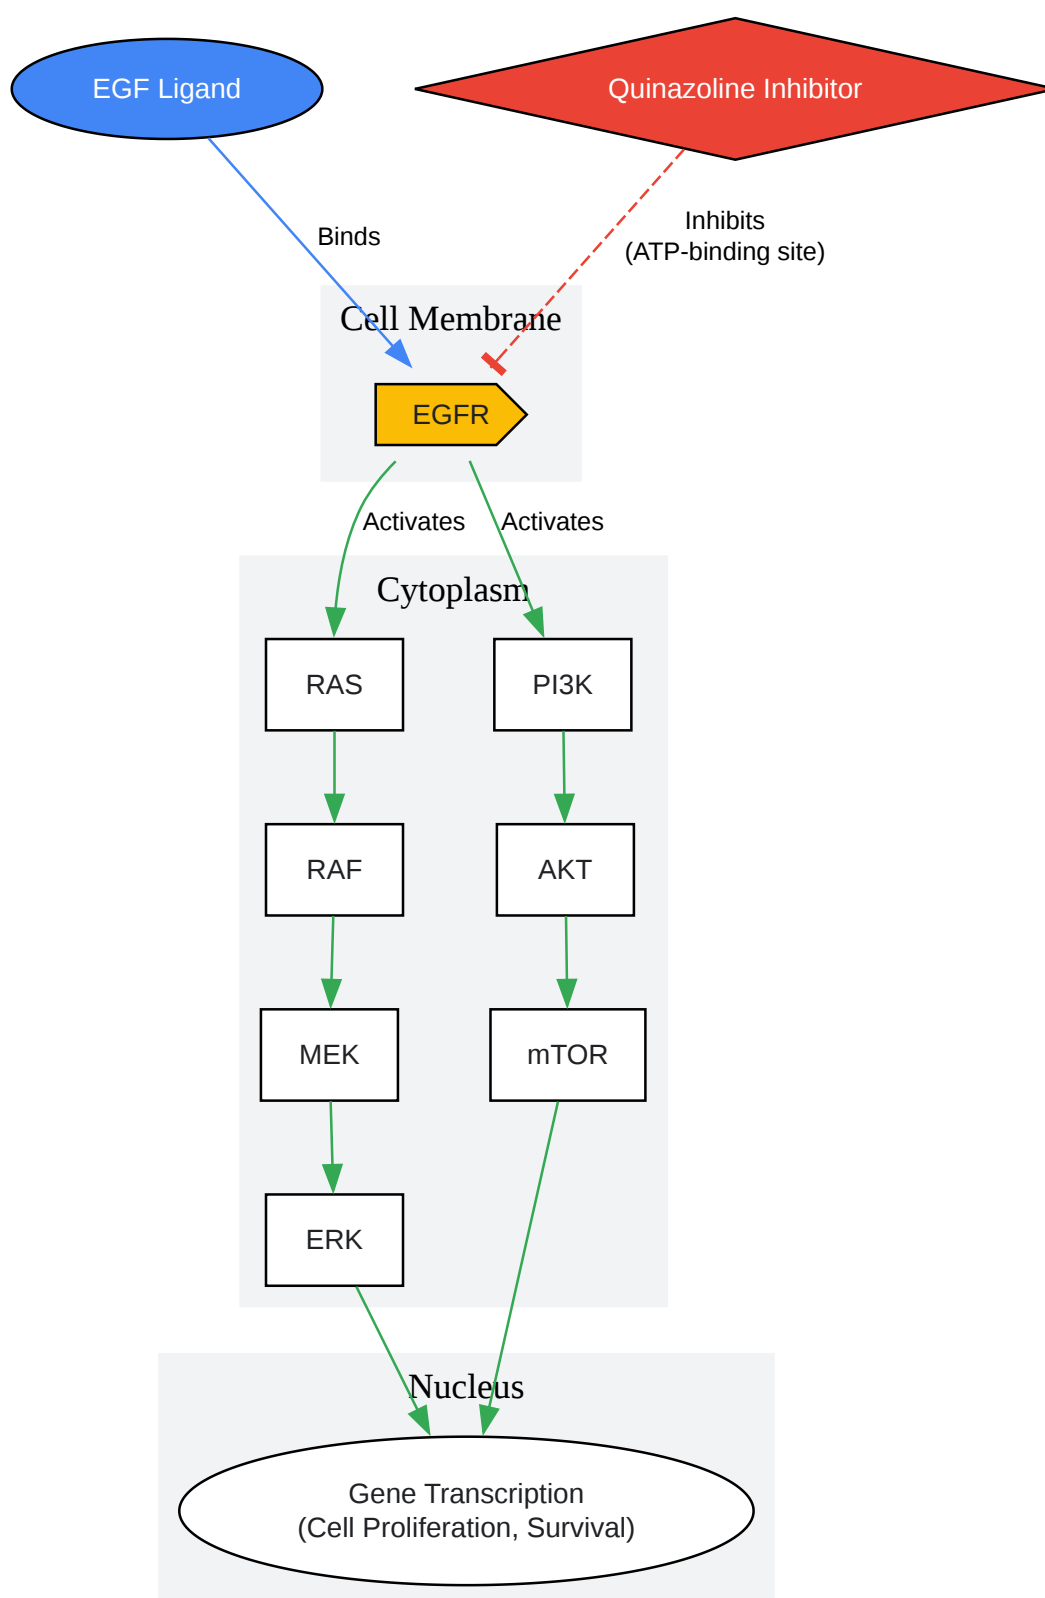 EGF Ligand
Quinazoline Inhibitor
Binds
Inhibits
(ATP-binding site)
Cell Membrane
EGFR
Activates
Activates
Cytoplasm
RAS
PI3K
RAF
AKT
MEK
mTOR
ERK
Nucleus
Gene Transcription
(Cell Proliferation, Survival)